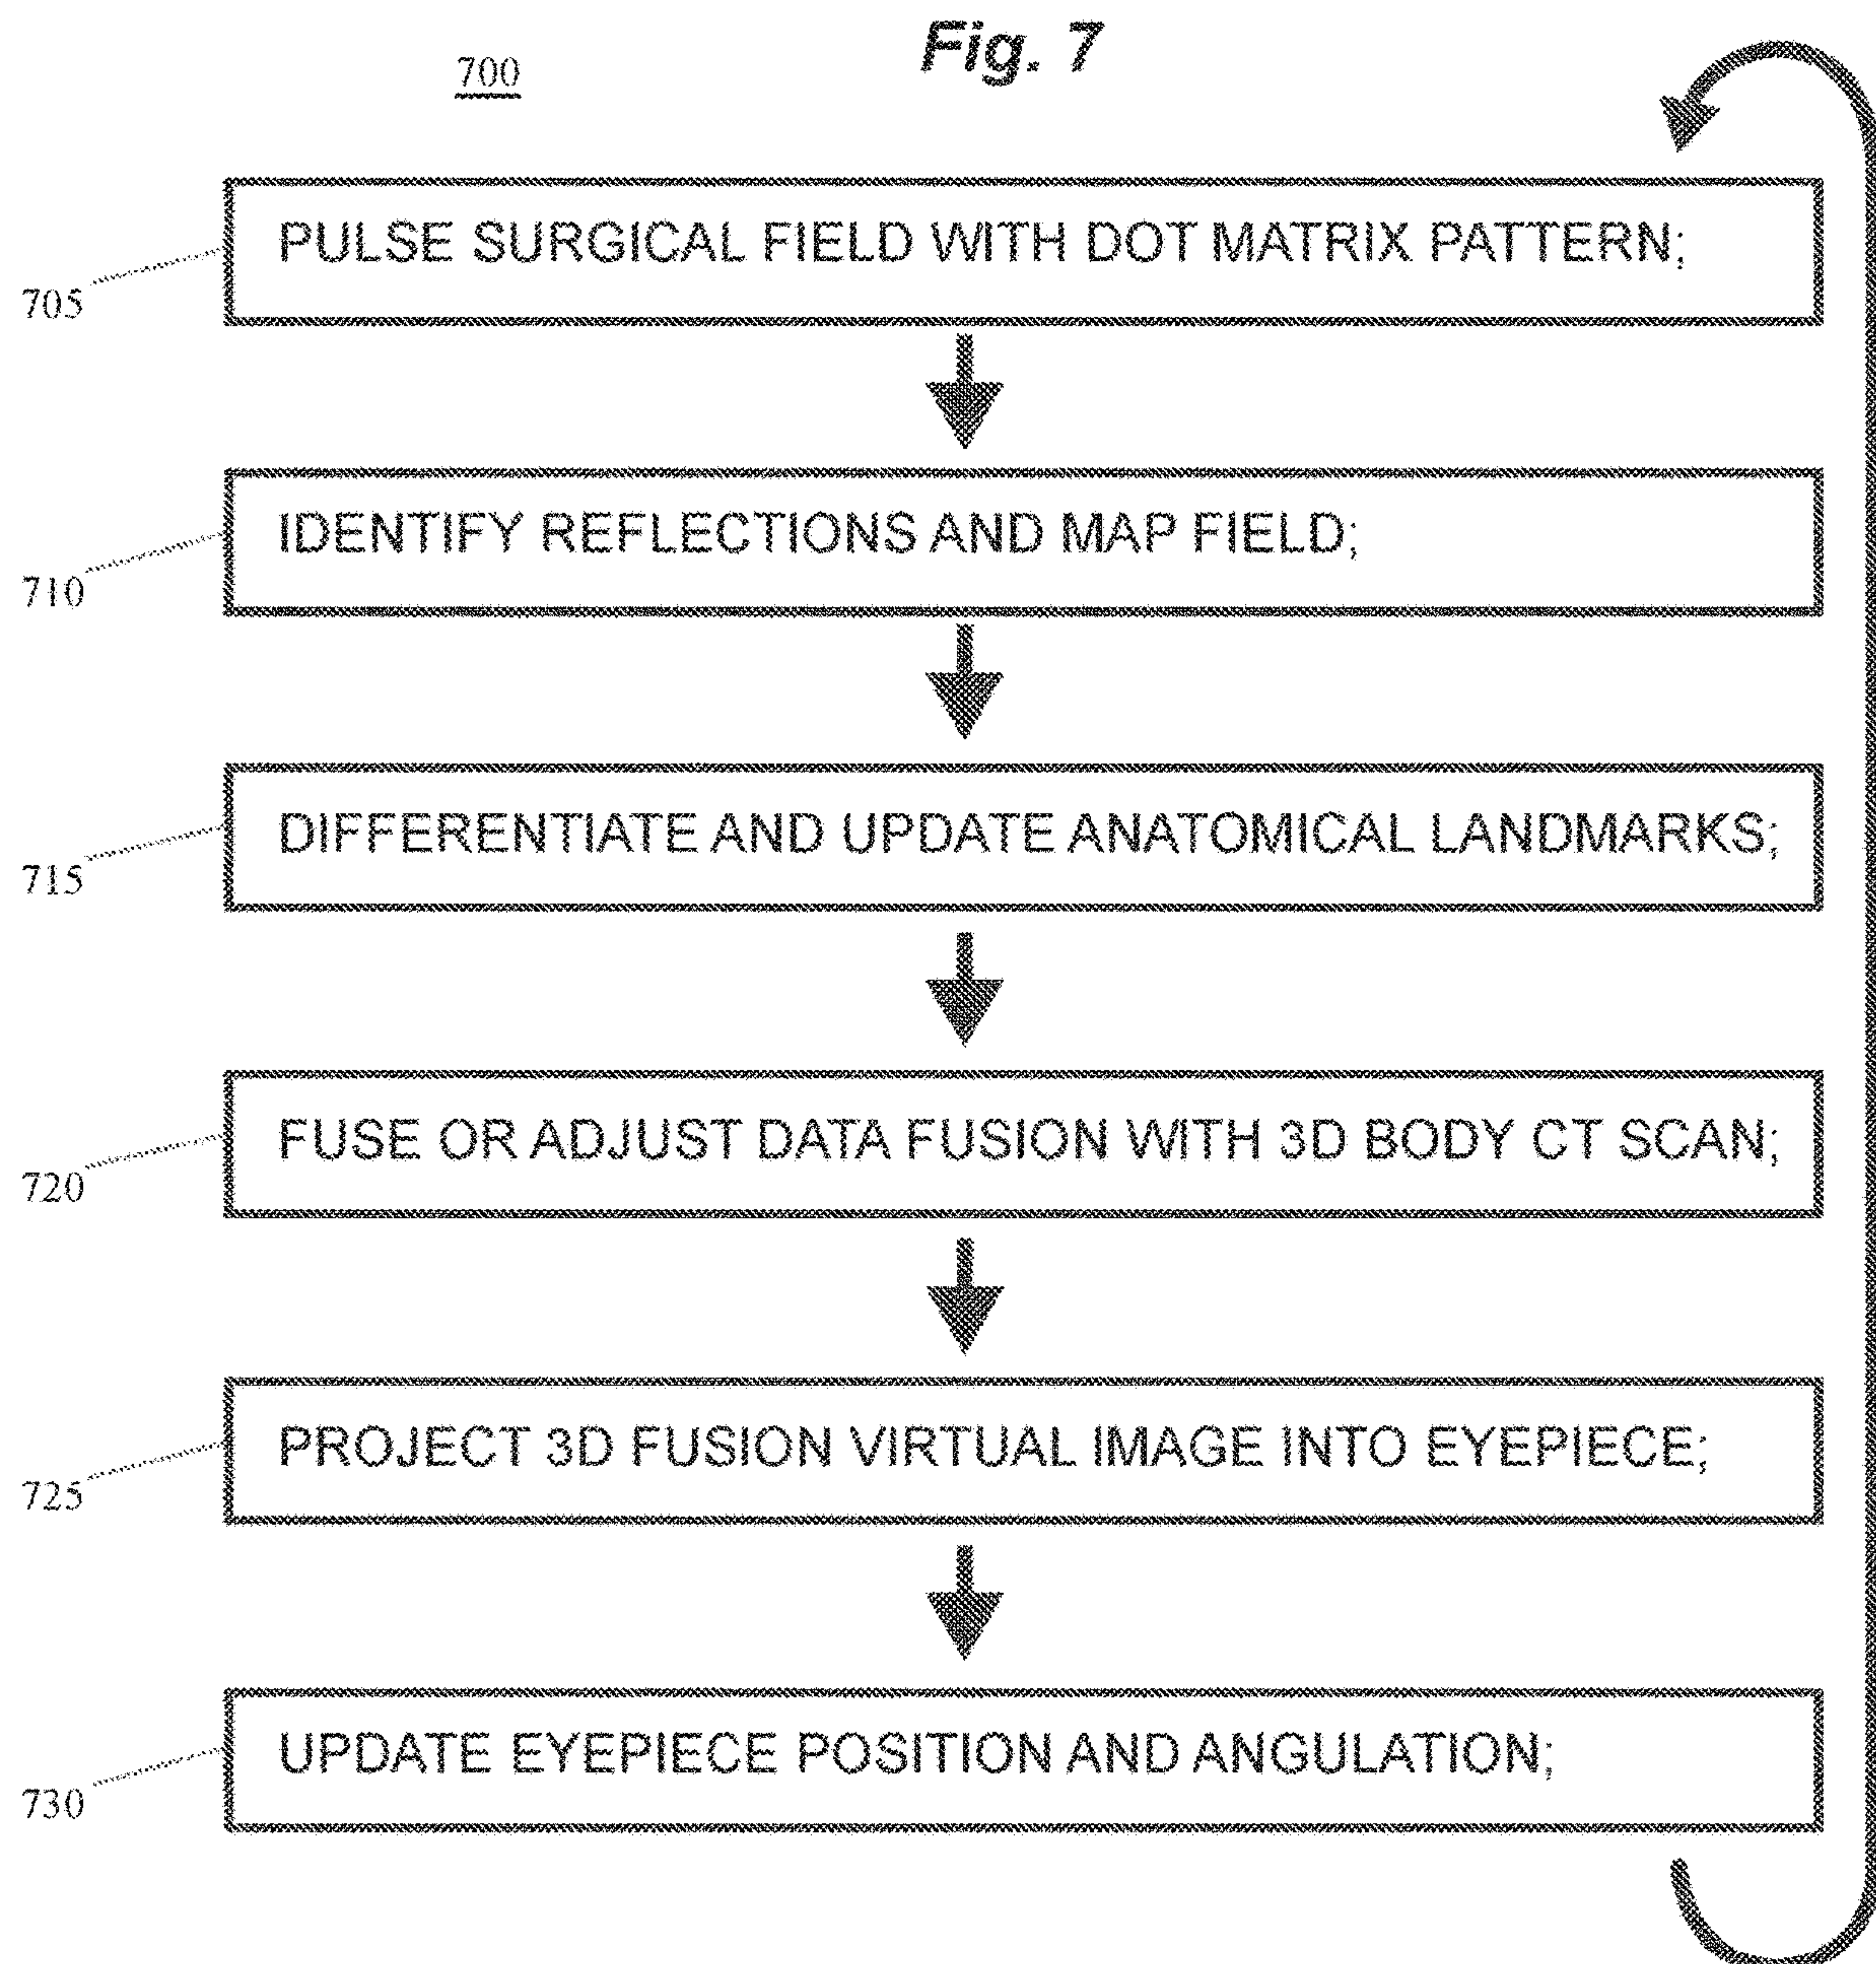 Fig. 7
700
PULSE SURGICAL FIELD WITH DOT MATRIX PATTERN;
705
IDENTIFY REFLECTIONS AND MAP FIELD;
710
DIFFERENTIATE AND UPDATE ANATOMICAL LANDMARKS;
715
FUSE OR ADJUST DATA FUSION WITH 3D BODY CT SCAN;
720
PROJECT 3D FUSION VIRTUAL IMAGE INTO EYEPIECE;
725
UPDATE EYEPIECE POSITION AND ANGULATION;
730